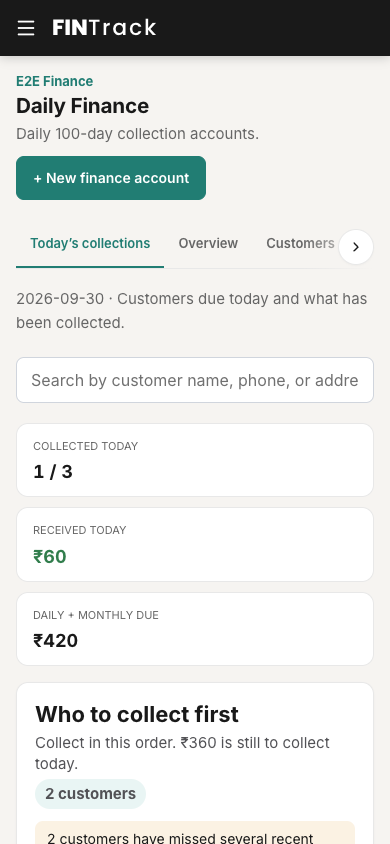 FINTrack
E2E Finance
Daily Finance
Daily 100-day collection accounts.
+ New finance account
Today’s collections Overview Customers
2026-09-30 · Customers due today and what has
been collected.
Search by customer name, phone, or addre
COLLECTED TODAY
1 / 3
RECEIVED TODAY
₹60
DAILY + MONTHLY DUE
₹420
Who to collect first
Collect in this order. ₹360 is still to collect
today.
2 customers
2 customers have missed several recent